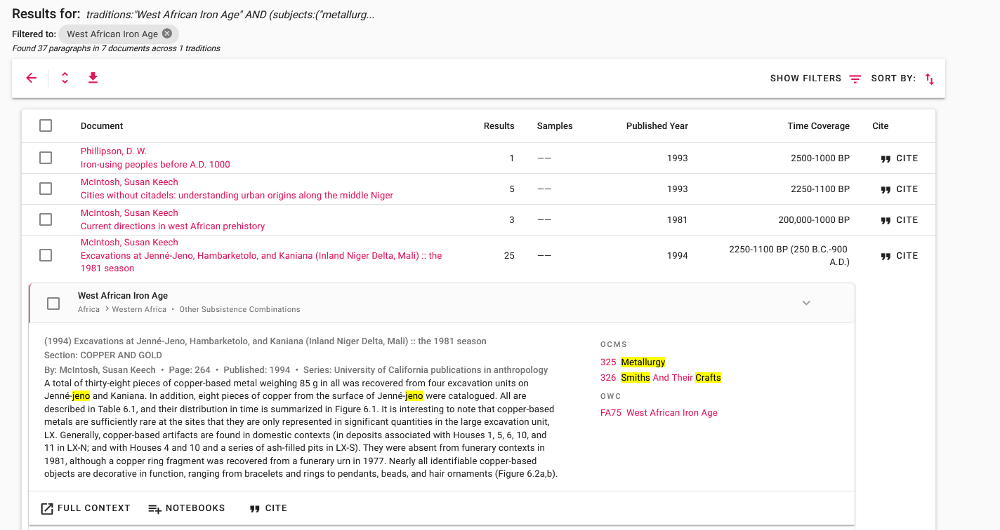 Results for: traditions:"West African Iron Age" AND (subjects:("metallurg...
Filtered to: West African Iron Age
Found 37 paragraphs in 7 documents across 1 traditions
SHOW FILTERS SORT BY:
Document Results Samples Published Year Time Coverage Cite
Phillipson, D. W.
Iron-using peoples before A.D. 1000 1 —— 1993 2500-1000 BP CITE
McIntosh, Susan Keech
Cities without citadels: understanding urban origins along the middle Niger 5 —— 1993 2250-1100 BP CITE
McIntosh, Susan Keech
Current directions in west African prehistory 3 —— 1981 200,000-1000 BP CITE
McIntosh, Susan Keech
Excavations at Jenné-Jeno, Hambarketolo, and Kaniana (Inland Niger Delta, Mali) :: the
1981 season
25 —— 1994 2250-1100 BP (250 B.C.-900
A.D.)
CITE
West African Iron Age
Africa > Western Africa • Other Subsistence Combinations
(1994) Excavations at Jenné-Jeno, Hambarketolo, and Kaniana (Inland Niger Delta, Mali) :: the 1981 season
Section: COPPER AND GOLD
By: McIntosh, Susan Keech • Page: 264 • Published: 1994 • Series: University of California publications in anthropology
A total of thirty-eight pieces of copper-based metal weighing 85 g in all was recovered from four excavation units on
Jenné-jeno and Kaniana. In addition, eight pieces of copper from the surface of Jenné-jeno were catalogued. All are
described in Table 6.1, and their distribution in time is summarized in Figure 6.1. It is interesting to note that copper-based
metals are sufficiently rare at the sites that they are only represented in significant quantities in the large excavation unit,
LX. Generally, copper-based artifacts are found in domestic contexts (in deposits associated with Houses 1, 5, 6, 10, and
11 in LX-N; and with Houses 4 and 10 and a series of ash-filled pits in LX-S). They were absent from funerary contexts in
1981, although a copper ring fragment was recovered from a funerary urn in 1977. Nearly all identifiable copper-based
objects are decorative in function, ranging from bracelets and rings to pendants, beads, and hair ornaments (Figure 6.2a,b).
OCMS
325 Metallurgy
326 Smiths And Their Crafts
OWC
FA75 West African Iron Age
FULL CONTEXT NOTEBOOKS CITE